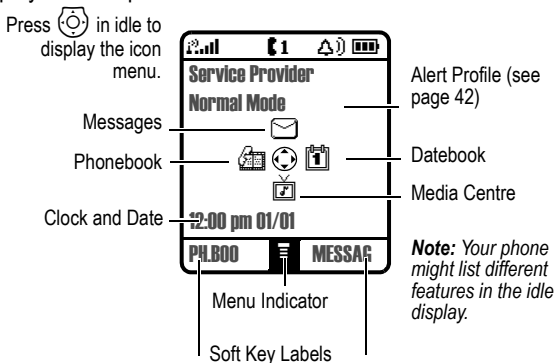 Press in idle to
display the icon
menu.
1
Service Provider
Normal Mode
Alert Profile (see
page 42)
Messages
Phonebook
1
Datebook
Media Centre
Clock and Date
12:00 pm 01/01
PH.BOO
MESSAG
Note: Your phone
might list different
features in the idle
display.
Menu Indicator
Soft Key Labels